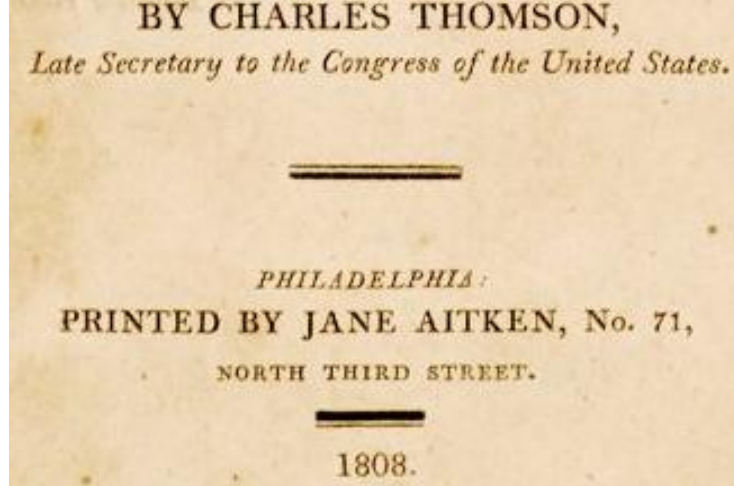 BY CHARLES THOMSON,
Late Secretary to the Congress of the United States.
PHILADELPHIA:
PRINTED BY JANE AITKEN, No. 71,
NORTH THIRD STREET.
1808.